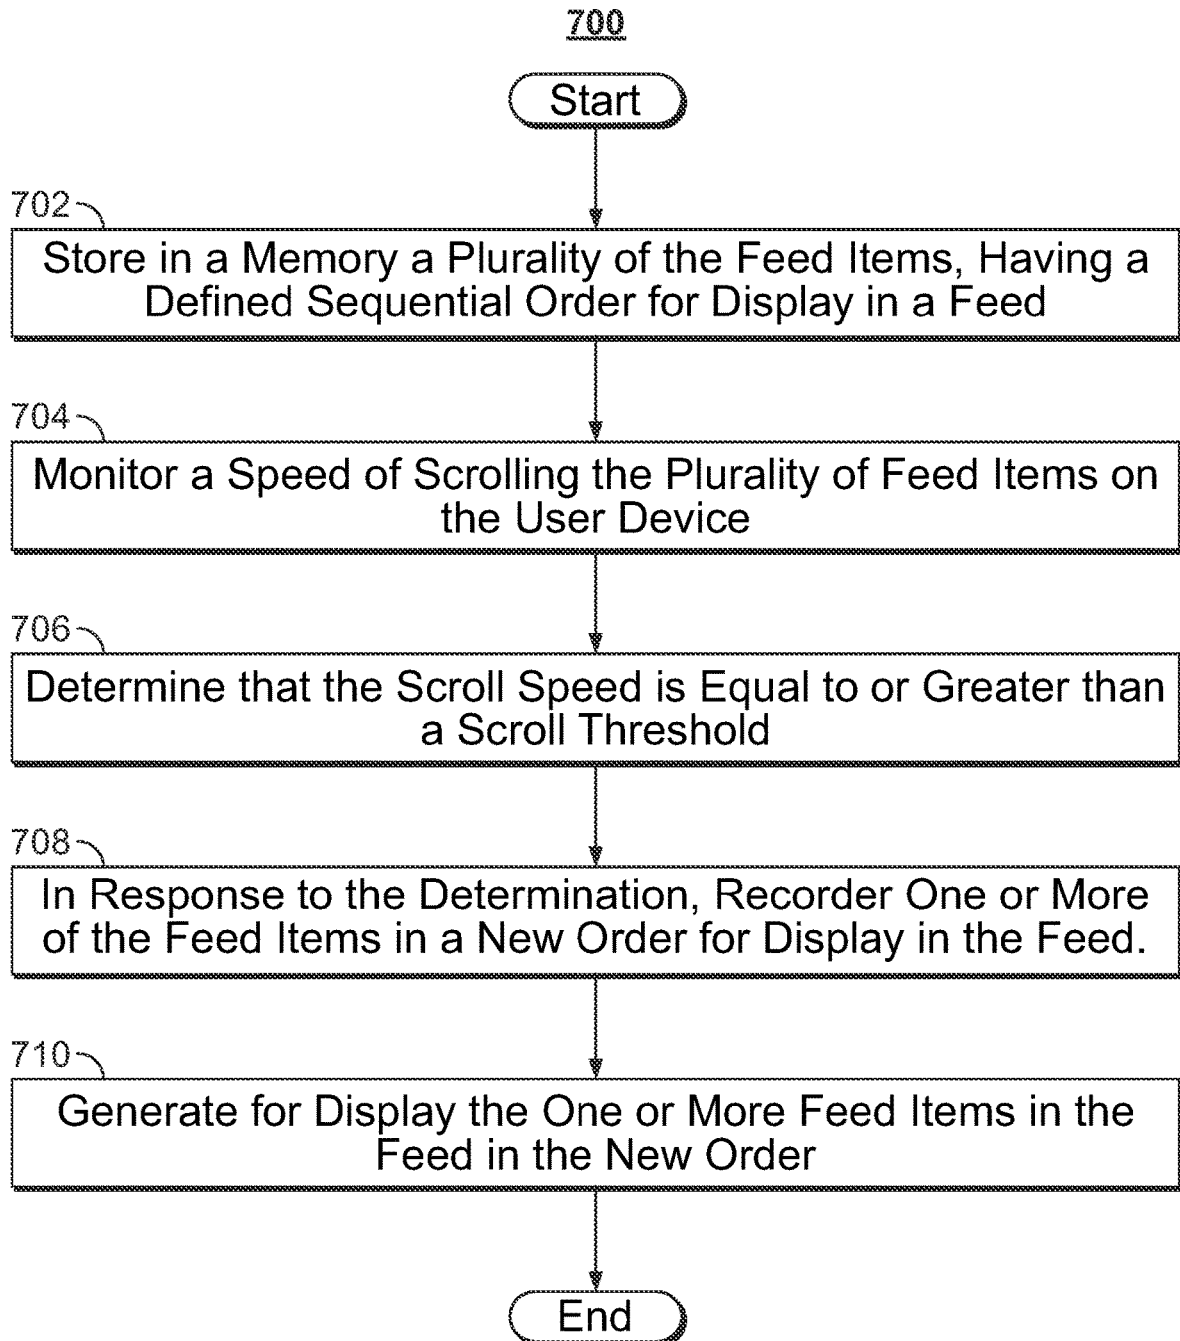 700
Start
702
Store in a Memory a Plurality of the Feed Items, Having a
Defined Sequential Order for Display in a Feed
704
Monitor a Speed of Scrolling the Plurality of Feed Items on
the User Device
706
Determine that the Scroll Speed is Equal to or Greater than
a Scroll Threshold
708
In Response to the Determination, Recorder One or More
of the Feed Items in a New Order for Display in the Feed.
710
Generate for Display the One or More Feed Items in the
Feed in the New Order
End